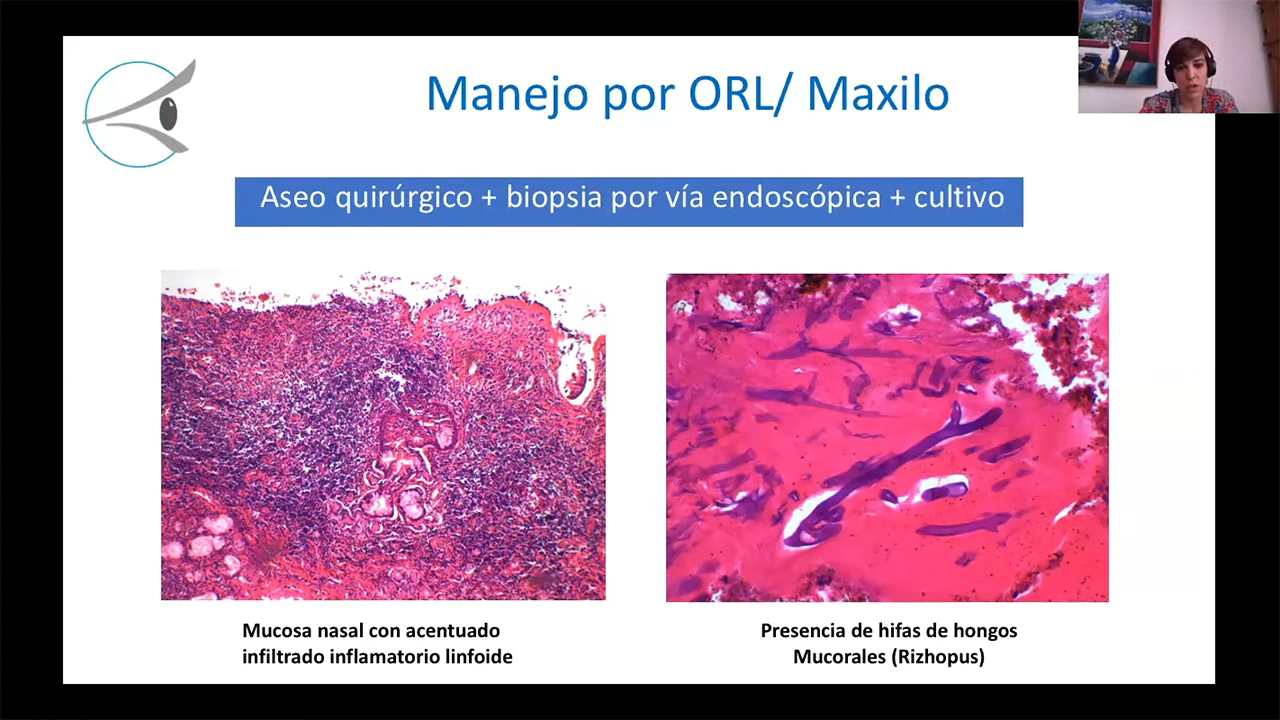 Manejo por ORL/ Maxilo
Aseo quirúrgico + biopsia por vía endoscópica + cultivo
Mucosa nasal con acentuado
infiltrado inflamatorio linfoide
Presencia de hifas de hongos
Mucorales (Rizhopus)